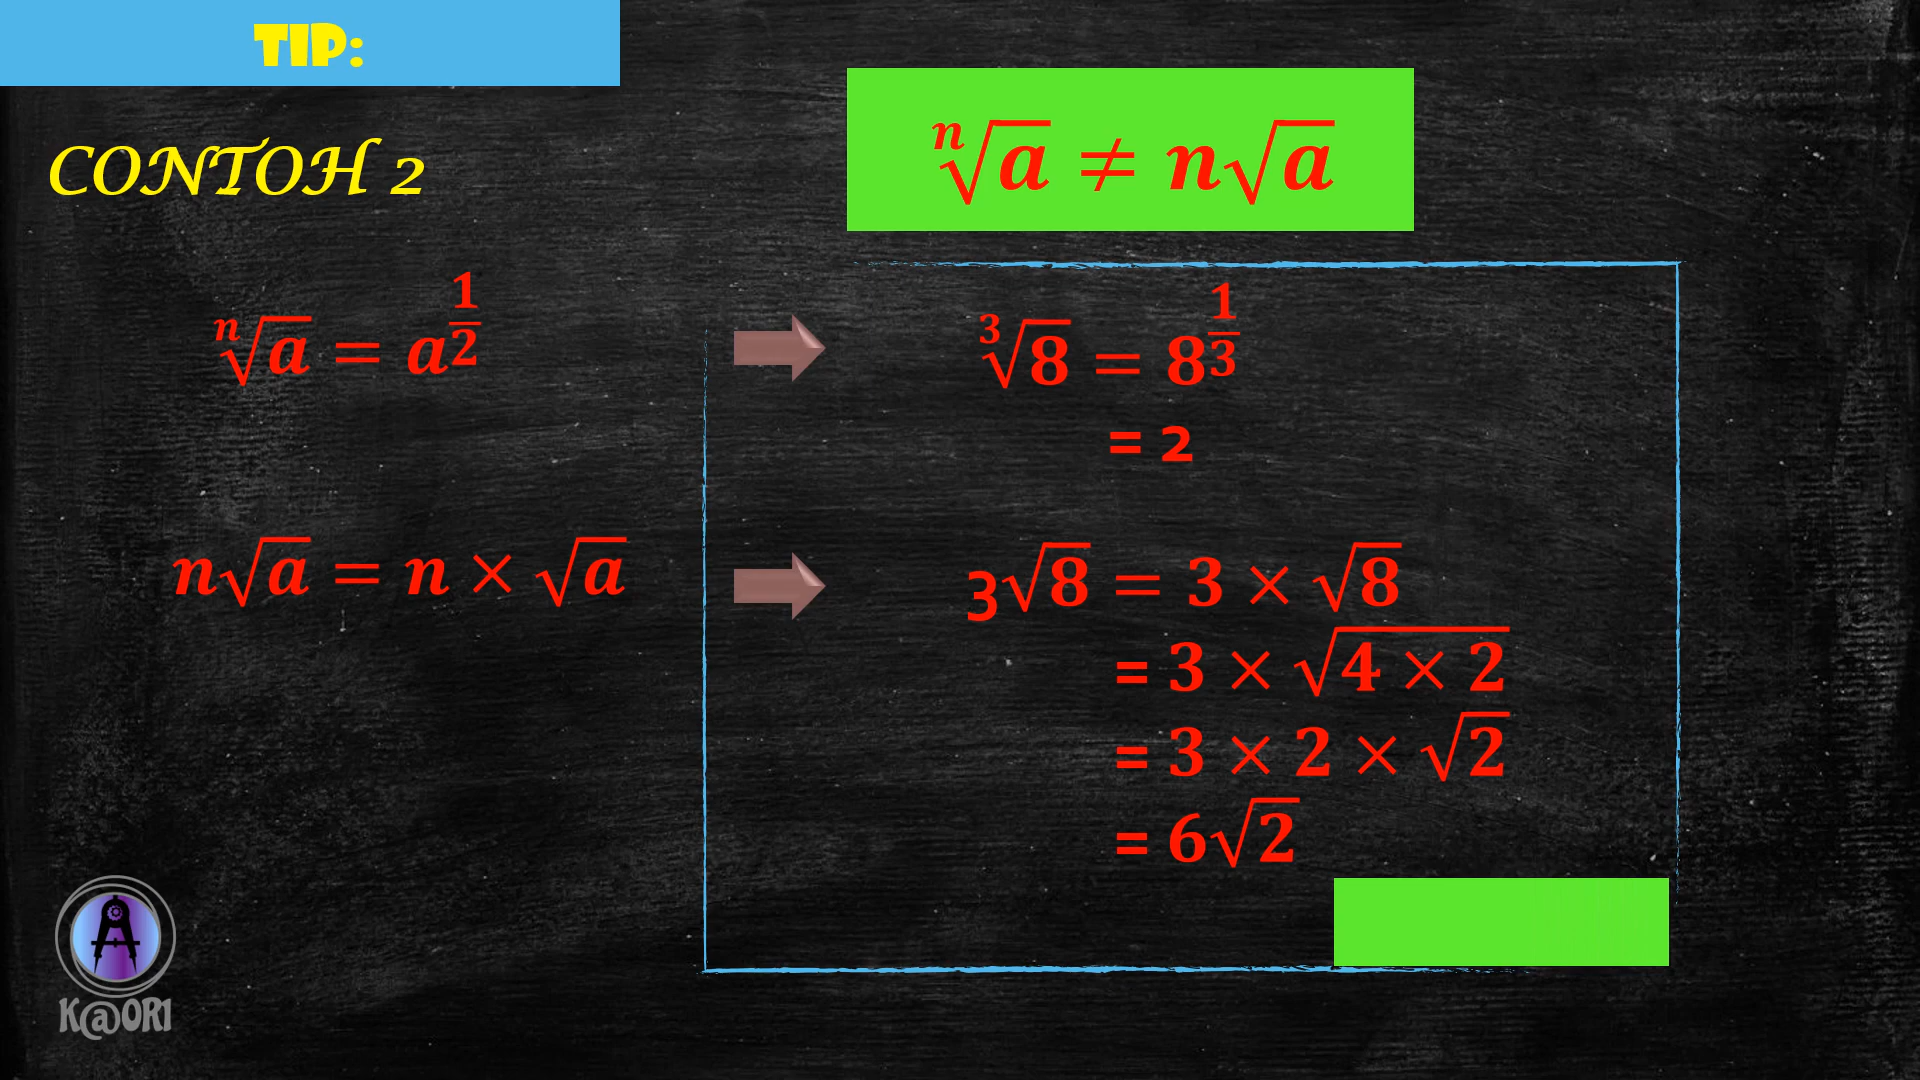 TIP:
CONTOH 2
ⁿ√a ≠ n√a
ⁿ√a = a^(1/2)
³√8 = 8^(1/3)
= 2
n√a = n × √a
3√8 = 3 × √8
= 3 × √(4 × 2)
= 3 × 2 × √2
= 6√2
K@ORI